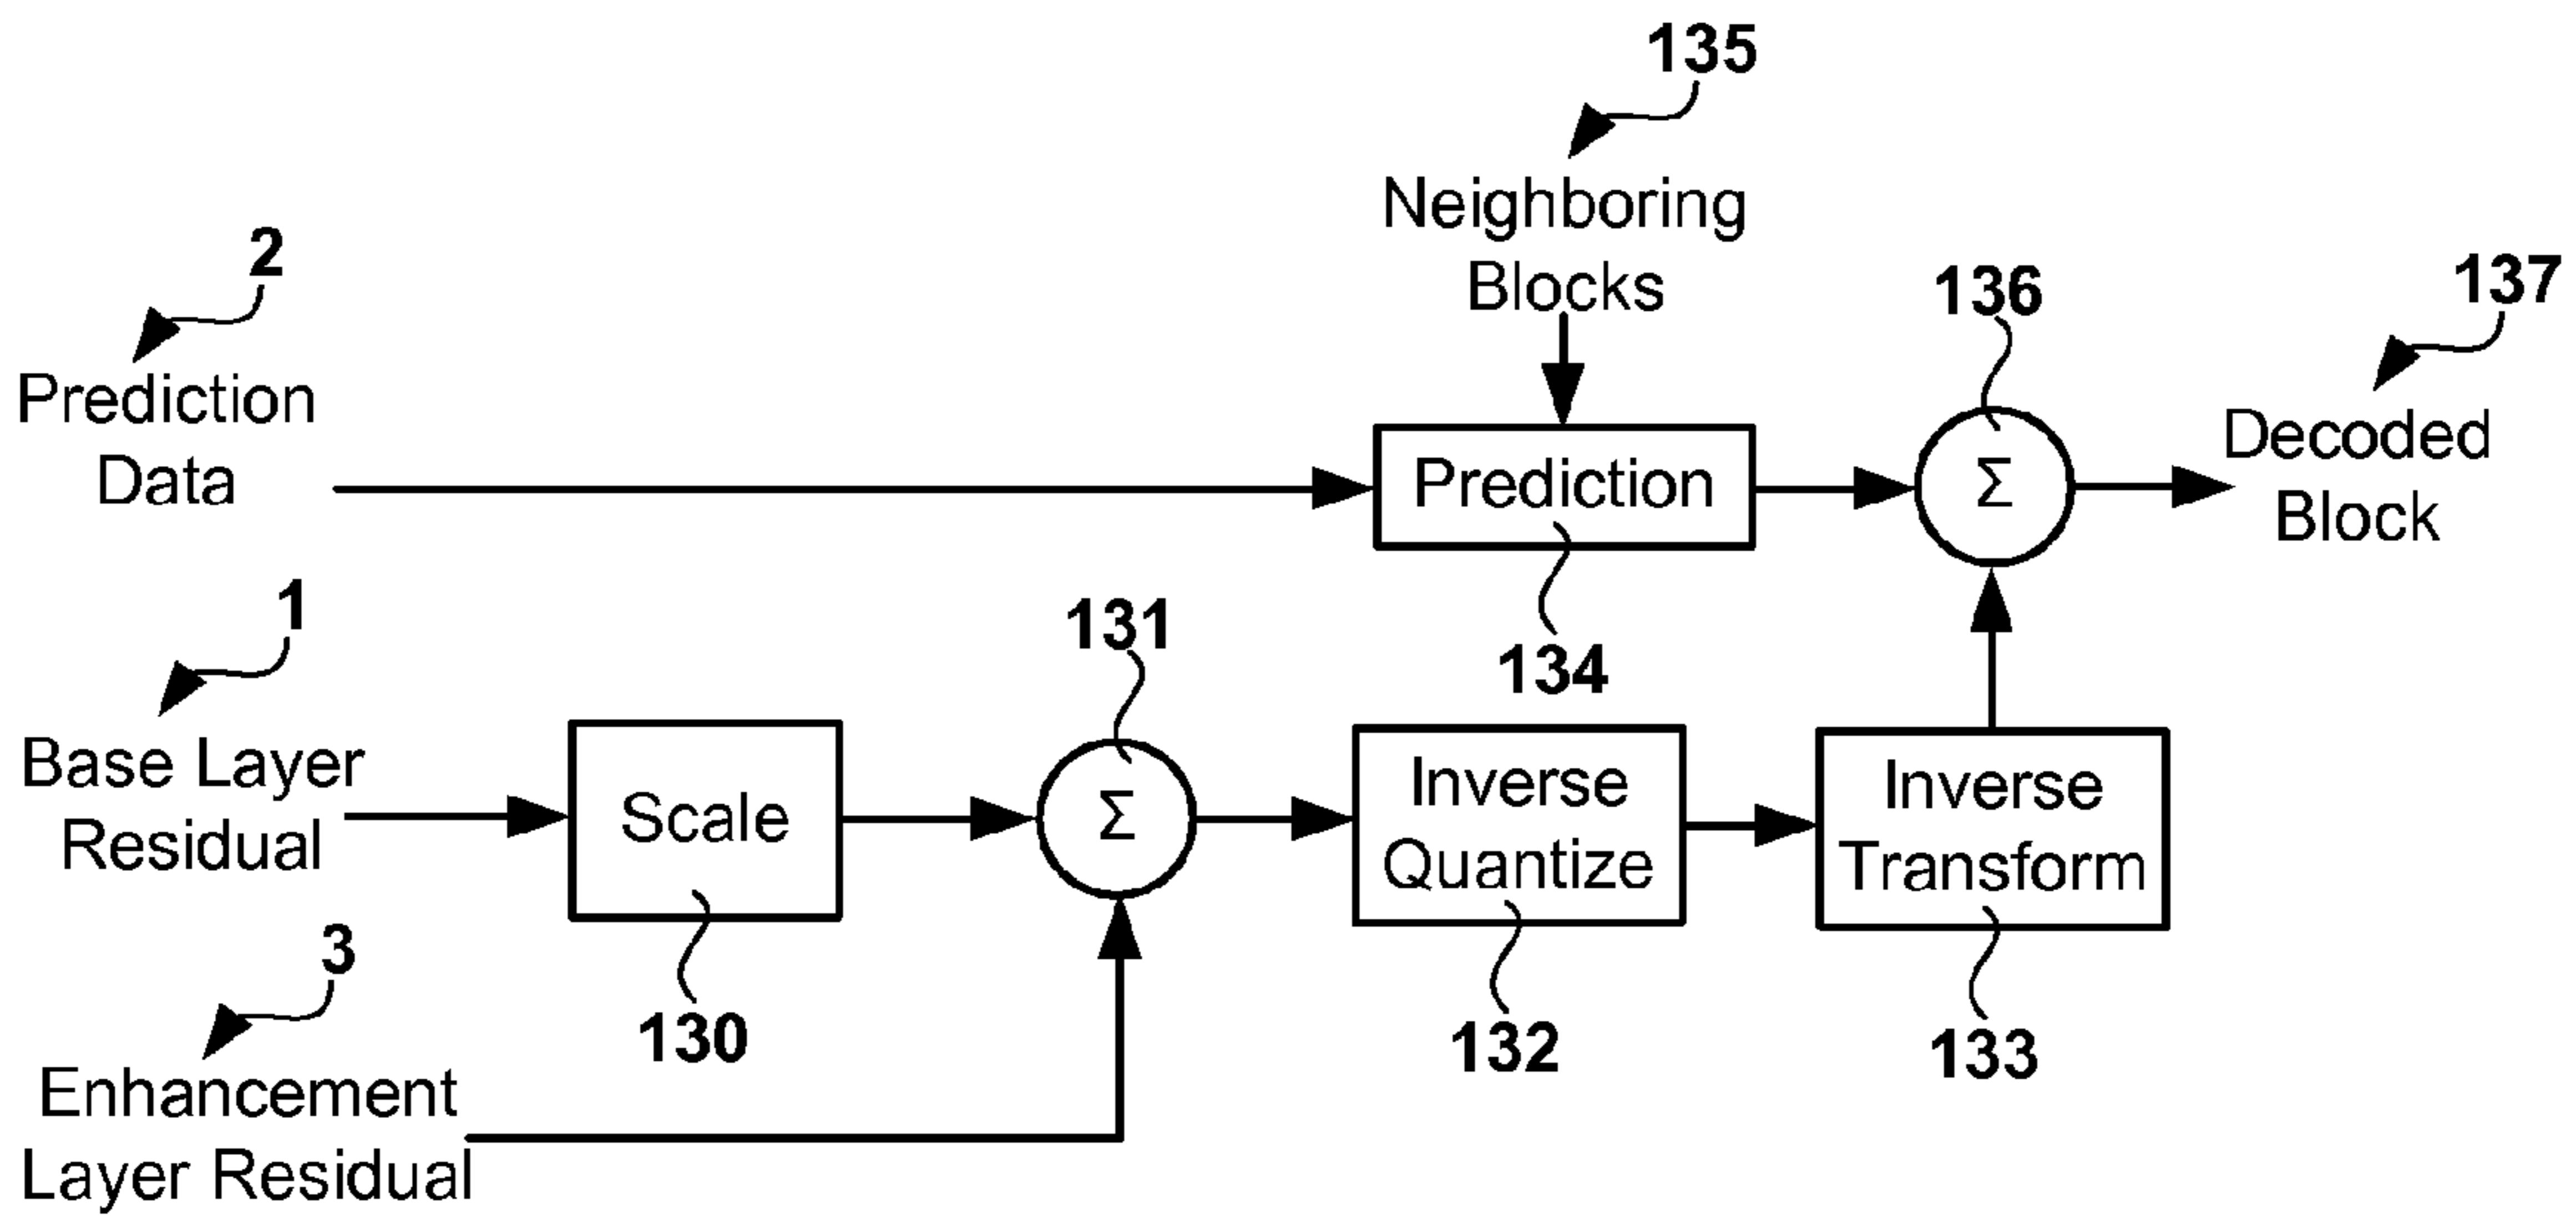 135
Neighboring
Blocks
2
Prediction
Data
136
137
Decoded
Block
Prediction
Σ
134
1
Base Layer
Residual
131
Scale
Σ
Inverse
Quantize
Inverse
Transform
130
132
133
3
Enhancement
Layer Residual